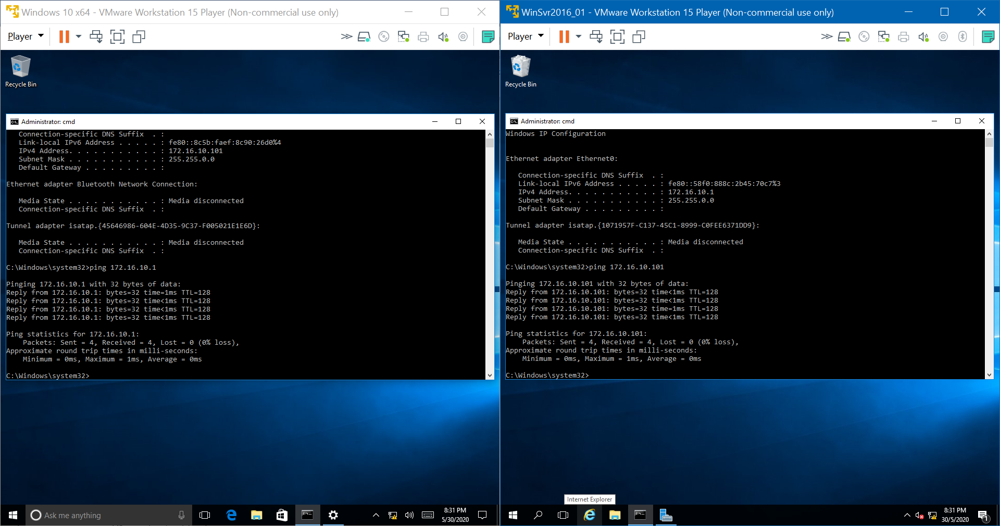 Windows 10 x64 - VMware Workstation 15 Player (Non-commercial use only)
Player
Recycle Bin
Administrator: cmd
   Connection-specific DNS Suffix  . :
   Link-local IPv6 Address . . . . . : fe80::8c5b:faef:8c90:26d0%4
   IPv4 Address. . . . . . . . . . . : 172.16.10.101
   Subnet Mask . . . . . . . . . . . : 255.255.0.0
   Default Gateway . . . . . . . . . :
Ethernet adapter Bluetooth Network Connection:
   Media State . . . . . . . . . . . : Media disconnected
   Connection-specific DNS Suffix  . :
Tunnel adapter isatap.{45646986-604E-4D35-9C37-F005021E1E6D}:
   Media State . . . . . . . . . . . : Media disconnected
   Connection-specific DNS Suffix  . :
C:\Windows\system32>ping 172.16.10.1
Pinging 172.16.10.1 with 32 bytes of data:
Reply from 172.16.10.1: bytes=32 time=1ms TTL=128
Reply from 172.16.10.1: bytes=32 time<1ms TTL=128
Reply from 172.16.10.1: bytes=32 time<1ms TTL=128
Reply from 172.16.10.1: bytes=32 time<1ms TTL=128
Ping statistics for 172.16.10.1:
    Packets: Sent = 4, Received = 4, Lost = 0 (0% loss),
Approximate round trip times in milli-seconds:
    Minimum = 0ms, Maximum = 1ms, Average = 0ms
C:\Windows\system32>
Ask me anything
8:31 PM
5/30/2020
WinSvr2016_01 - VMware Workstation 15 Player (Non-commercial use only)
Player
Recycle Bin
Administrator: cmd
Windows IP Configuration
Ethernet adapter Ethernet0:
   Connection-specific DNS Suffix  . :
   Link-local IPv6 Address . . . . . : fe80::58f0:888c:2b45:70c7%3
   IPv4 Address. . . . . . . . . . . : 172.16.10.1
   Subnet Mask . . . . . . . . . . . : 255.255.0.0
   Default Gateway . . . . . . . . . :
Tunnel adapter isatap.{1071957F-C137-45C1-8999-C0FEE6371DD9}:
   Media State . . . . . . . . . . . : Media disconnected
   Connection-specific DNS Suffix  . :
C:\Windows\system32>ping 172.16.10.101
Pinging 172.16.10.101 with 32 bytes of data:
Reply from 172.16.10.101: bytes=32 time<1ms TTL=128
Reply from 172.16.10.101: bytes=32 time<1ms TTL=128
Reply from 172.16.10.101: bytes=32 time=1ms TTL=128
Reply from 172.16.10.101: bytes=32 time<1ms TTL=128
Ping statistics for 172.16.10.101:
    Packets: Sent = 4, Received = 4, Lost = 0 (0% loss),
Approximate round trip times in milli-seconds:
    Minimum = 0ms, Maximum = 1ms, Average = 0ms
C:\Windows\system32>
Internet Explorer
8:31 PM
30/5/2020
1